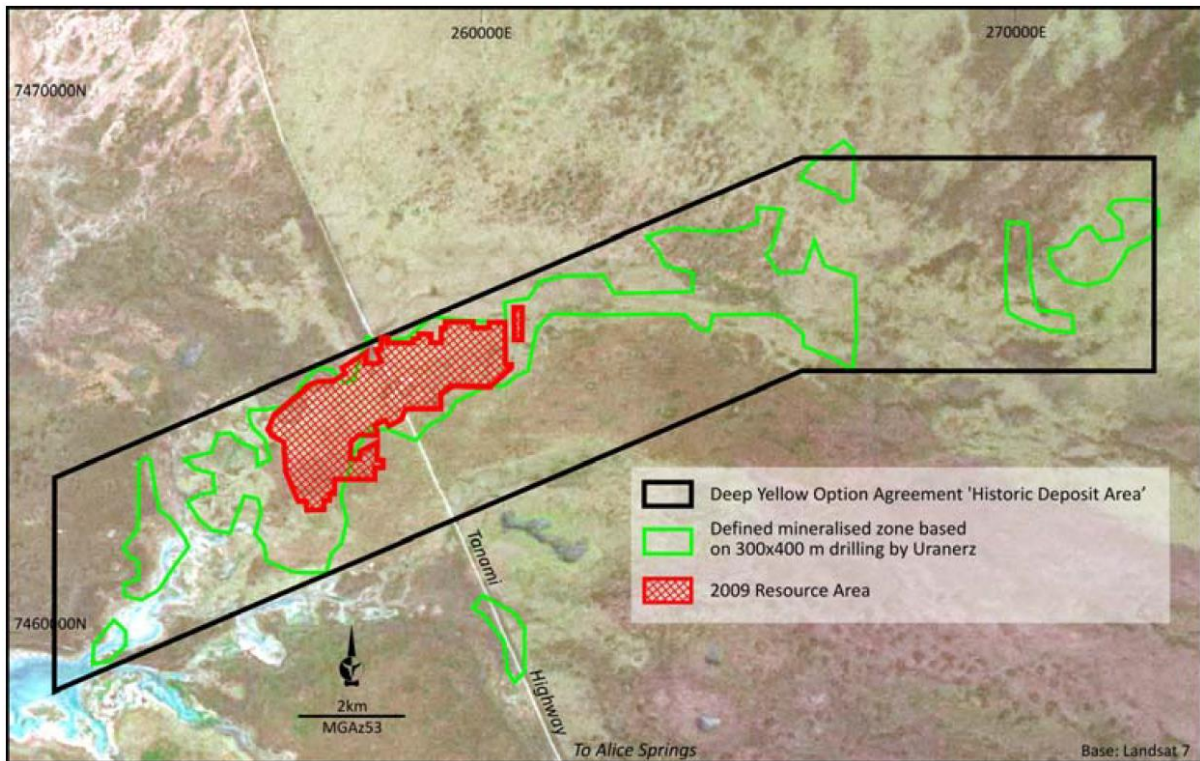 260000E
270000E
7470000N
Deep Yellow Option Agreement 'Historic Deposit Area'
Defined mineralised zone based
on 300x400 m drilling by Uranerz
2009 Resource Area
Tanami
Highway
7460000N
2km
MGAz53
To Alice Springs
Base: Landsat 7